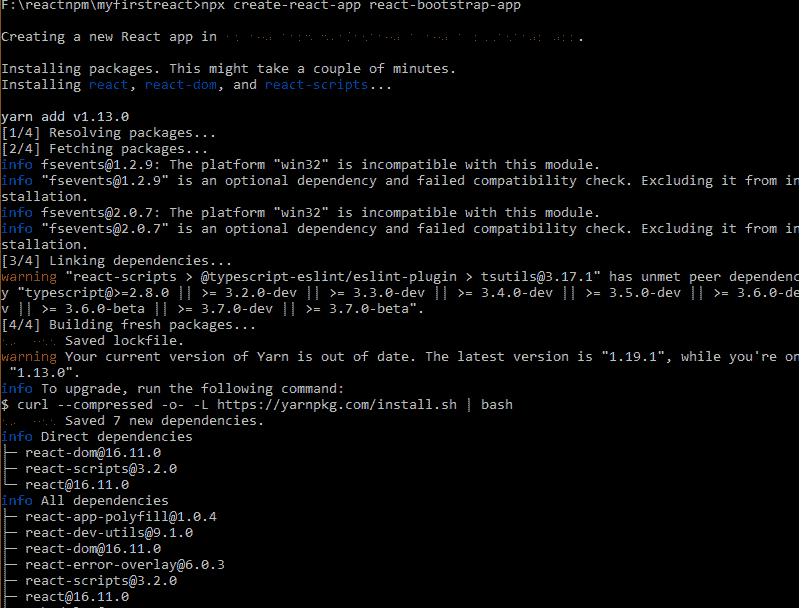 F:\reactnpm\myfirstreact>npx create-react-app react-bootstrap-app
Creating a new React app in
Installing packages. This might take a couple of minutes.
Installing react, react-dom, and react-scripts...
yarn add v1.13.0
[1/4] Resolving packages...
[2/4] Fetching packages...
info fsevents@1.2.9: The platform "win32" is incompatible with this module.
info "fsevents@1.2.9" is an optional dependency and failed compatibility check. Excluding it from in
stallation.
info fsevents@2.0.7: The platform "win32" is incompatible with this module.
info "fsevents@2.0.7" is an optional dependency and failed compatibility check. Excluding it from in
stallation.
[3/4] Linking dependencies...
warning "react-scripts > @typescript-eslint/eslint-plugin > tsutils@3.17.1" has unmet peer dependenc
y "typescript@>=2.8.0 || >= 3.2.0-dev || >= 3.3.0-dev || >= 3.4.0-dev || >= 3.5.0-dev || >= 3.6.0-de
v || >= 3.6.0-beta || >= 3.7.0-dev || >= 3.7.0-beta".
[4/4] Building fresh packages...
Saved lockfile.
warning Your current version of Yarn is out of date. The latest version is "1.19.1", while you're on
"1.13.0".
info To upgrade, run the following command:
$ curl --compressed -o- -L https://yarnpkg.com/install.sh | bash
Saved 7 new dependencies.
info Direct dependencies
├─ react-dom@16.11.0
├─ react-scripts@3.2.0
└─ react@16.11.0
info All dependencies
├─ react-app-polyfill@1.0.4
├─ react-dev-utils@9.1.0
├─ react-dom@16.11.0
├─ react-error-overlay@6.0.3
├─ react-scripts@3.2.0
├─ react@16.11.0